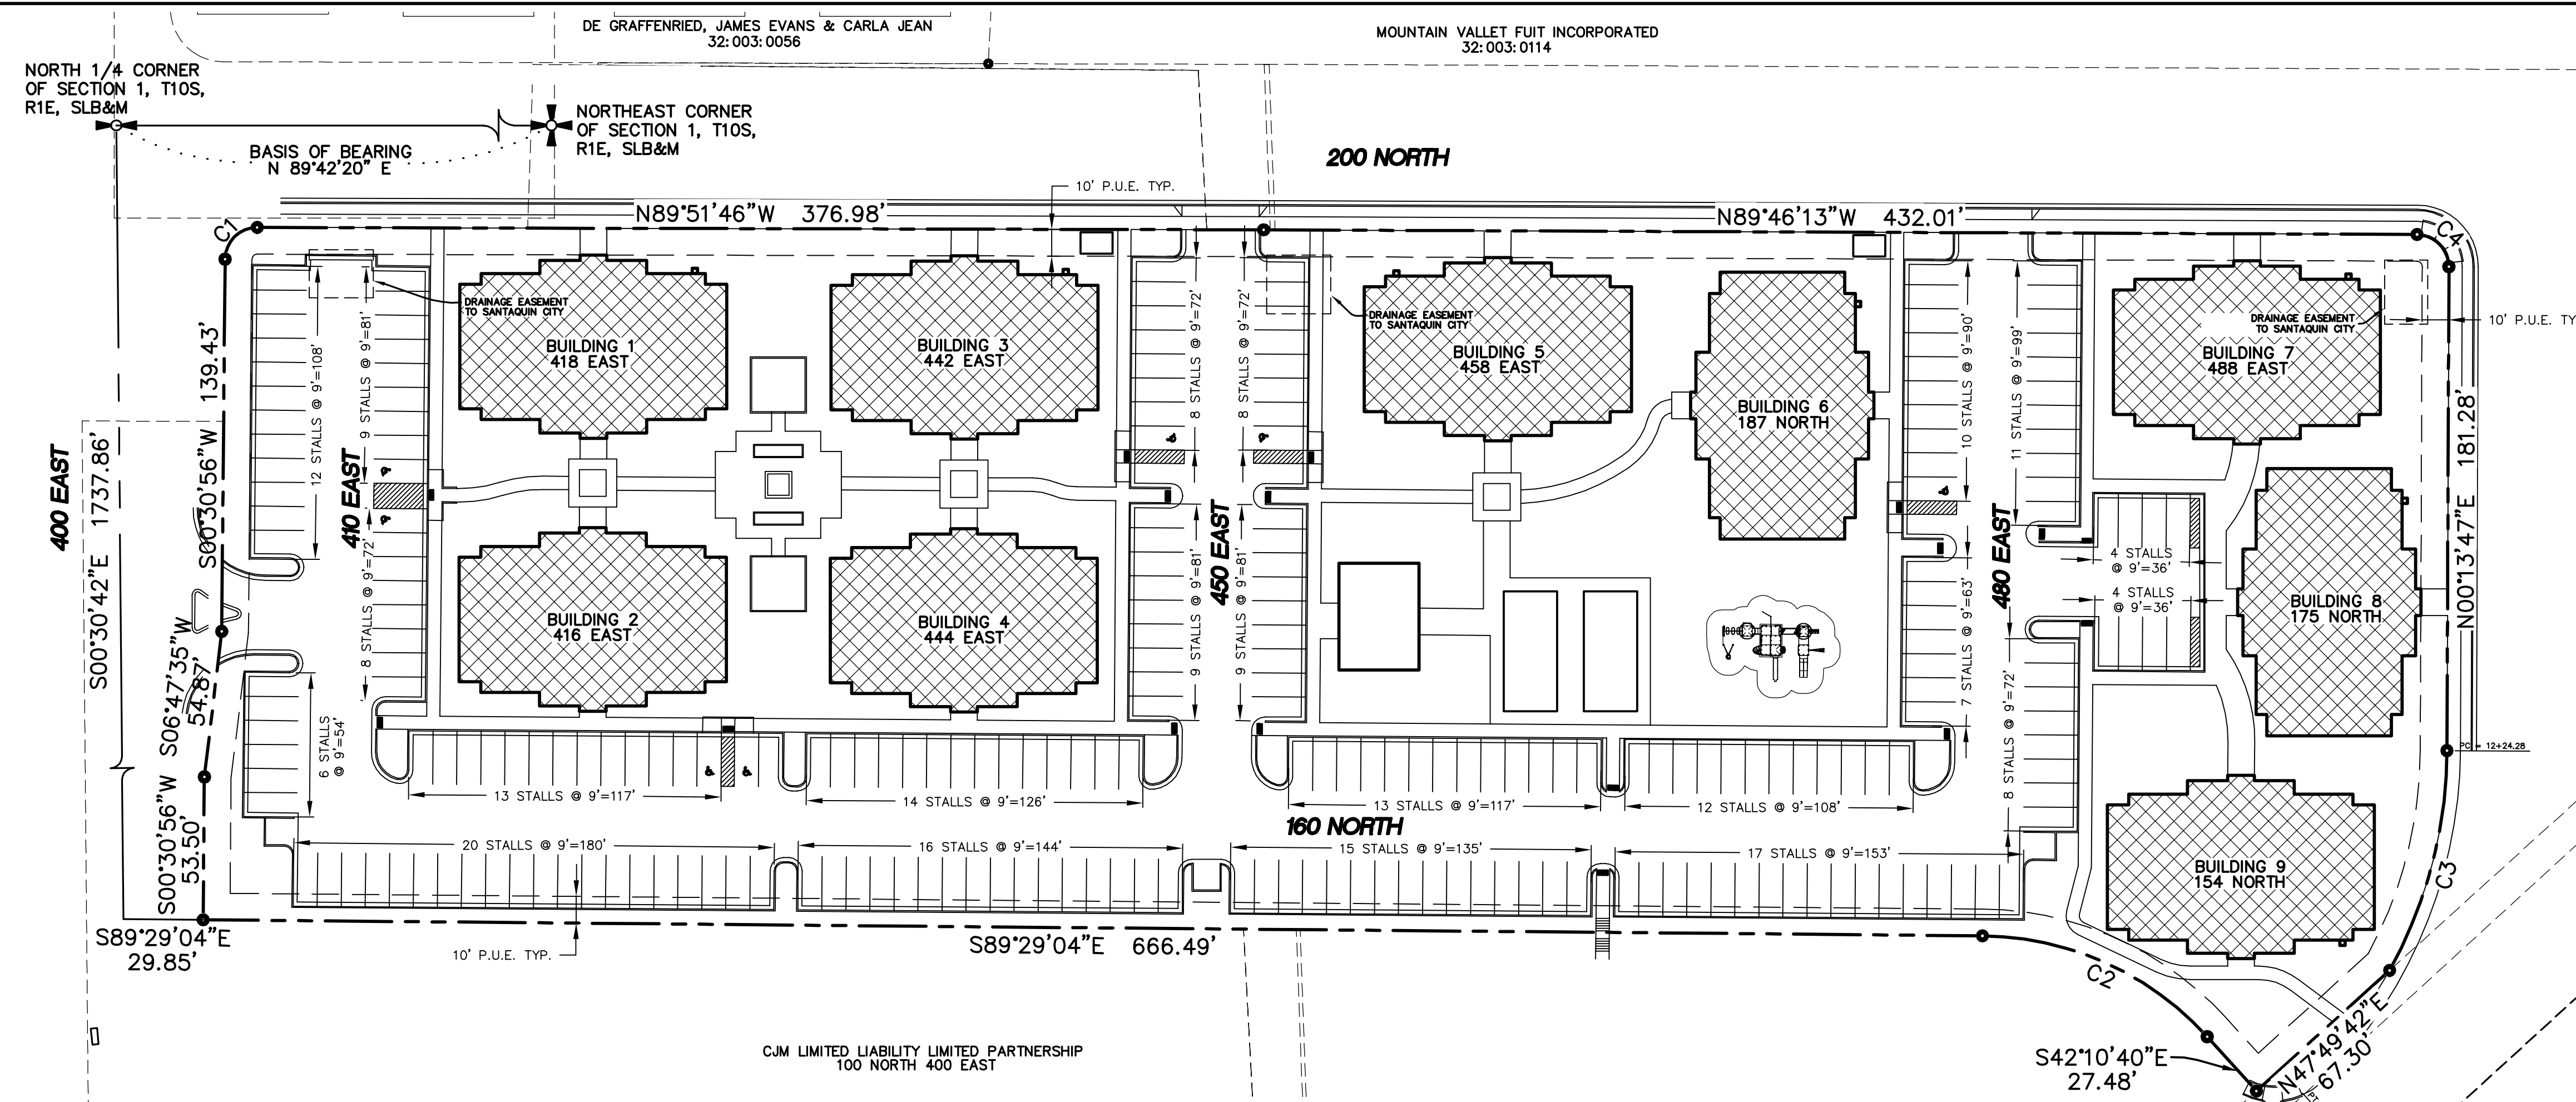 DE GRAFFENRIED, JAMES EVANS & CARLA JEAN
32:003:0056
MOUNTAIN VALLET FUIT INCORPORATED
32:003:0114
NORTH 1/4 CORNER
OF SECTION 1, T10S,
R1E, SLB&M
NORTHEAST CORNER
OF SECTION 1, T10S,
R1E, SLB&M
BASIS OF BEARING
N 89°42'20" E
200 NORTH
10' P.U.E. TYP.
N89°51'46"W 376.98'
N89°46'13"W 432.01'
C1
C4
DRAINAGE EASEMENT
TO SANTAQUIN CITY
DRAINAGE EASEMENT
TO SANTAQUIN CITY
DRAINAGE EASEMENT
TO SANTAQUIN CITY
10' P.U.E. TY
BUILDING 1
418 EAST
BUILDING 3
442 EAST
BUILDING 5
458 EAST
BUILDING 6
187 NORTH
BUILDING 7
488 EAST
12 STALLS @ 9'=108'
9 STALLS @ 9'=81'
8 STALLS @ 9'=72'
8 STALLS @ 9'=72'
10 STALLS @ 9'=90'
11 STALLS @ 9'=99'
S00°30'56"W 139.43'
N00°13'47"E 181.28'
400 EAST
S00°30'42"E 1737.86'
410 EAST
450 EAST
480 EAST
4 STALLS
@ 9'=36'
4 STALLS
@ 9'=36'
BUILDING 2
416 EAST
BUILDING 4
444 EAST
BUILDING 8
175 NORTH
8 STALLS @ 9'=72'
9 STALLS @ 9'=81'
9 STALLS @ 9'=81'
7 STALLS @ 9'=63'
8 STALLS @ 9'=72'
S06°47'35"W
54.87'
6 STALLS
@ 9'=54'
PC = 12+24.28
S00°30'56"W
53.50'
13 STALLS @ 9'=117'
14 STALLS @ 9'=126'
13 STALLS @ 9'=117'
12 STALLS @ 9'=108'
160 NORTH
20 STALLS @ 9'=180'
16 STALLS @ 9'=144'
15 STALLS @ 9'=135'
17 STALLS @ 9'=153'
BUILDING 9
154 NORTH
C3
S89°29'04"E
29.85'
10' P.U.E. TYP.
S89°29'04"E 666.49'
C2
CJM LIMITED LIABILITY LIMITED PARTNERSHIP
100 NORTH 400 EAST
S42°10'40"E
27.48'
N47°49'42"E
67.30'